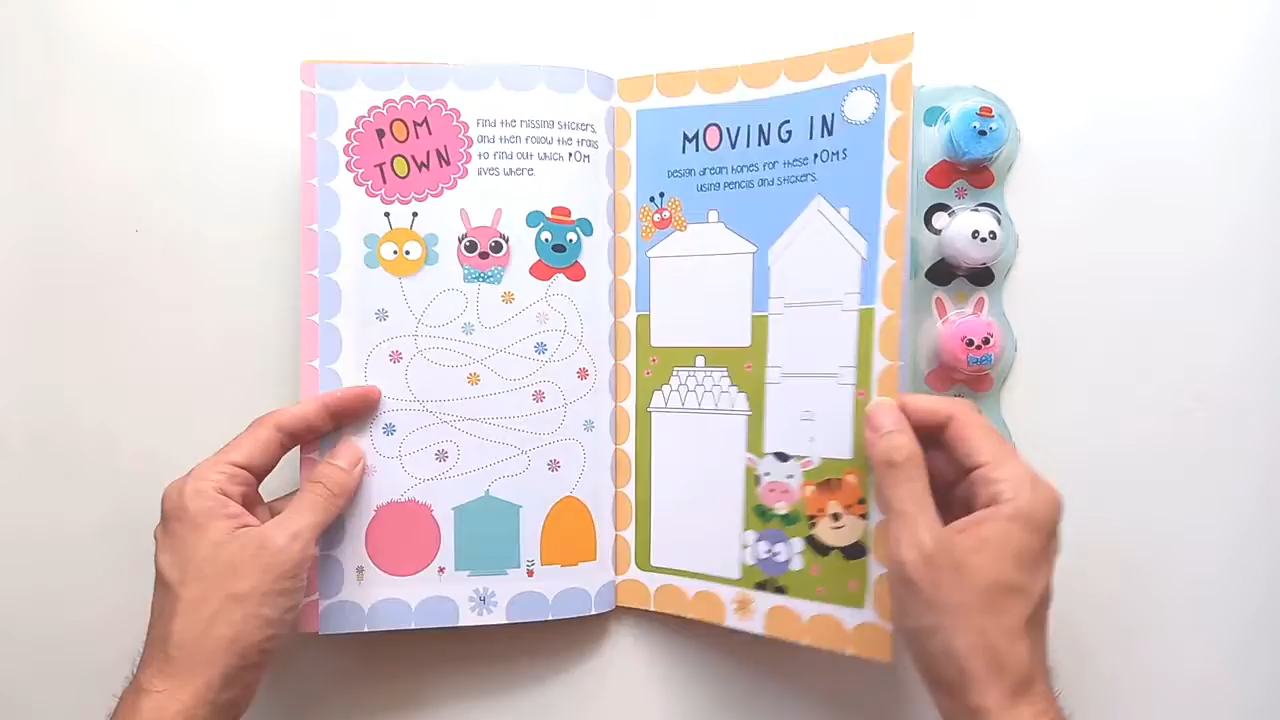 POM
TOWN
Find the missing stickers,
and then follow the trails
to find out which POM
lives where.
4
MOVING IN
Design dream homes for these POMS
using pencils and stickers.